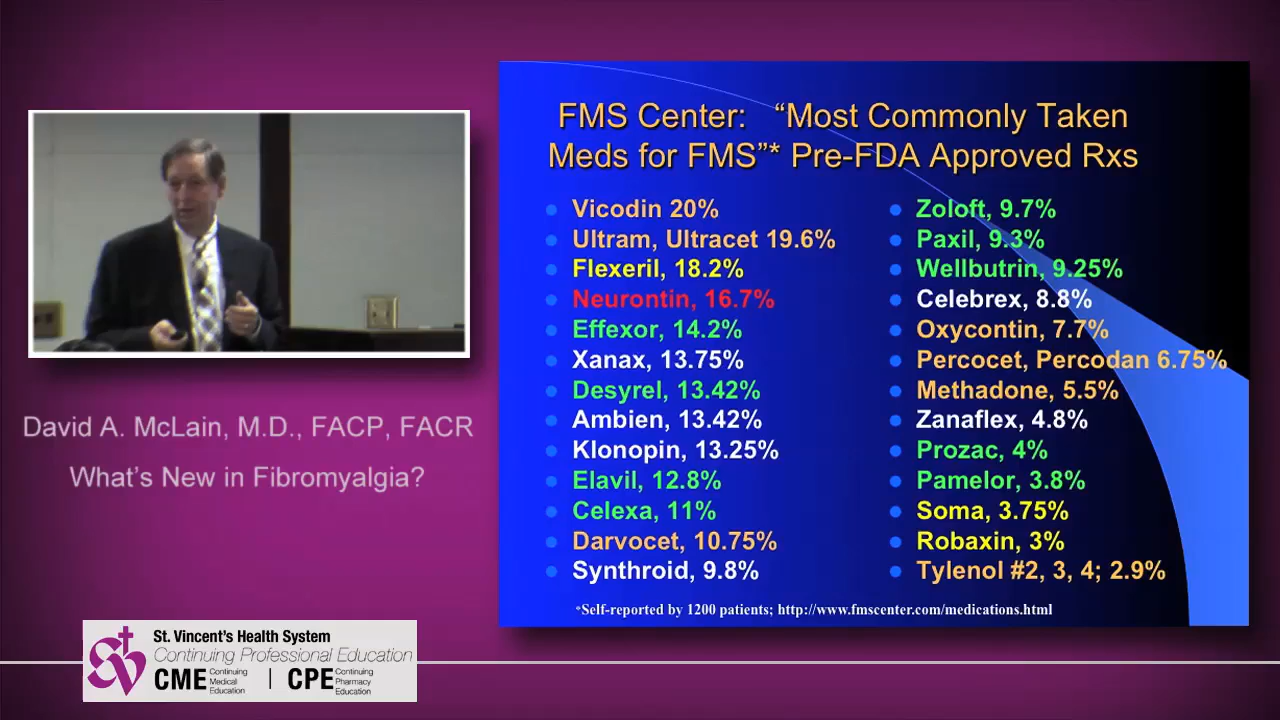 FMS Center: “Most Commonly Taken
Meds for FMS”* Pre-FDA Approved Rxs
Vicodin 20%
Ultram, Ultracet 19.6%
Flexeril, 18.2%
Neurontin, 16.7%
Effexor, 14.2%
Xanax, 13.75%
Desyrel, 13.42%
Ambien, 13.42%
Klonopin, 13.25%
Elavil, 12.8%
Celexa, 11%
Darvocet, 10.75%
Synthroid, 9.8%
Zoloft, 9.7%
Paxil, 9.3%
Wellbutrin, 9.25%
Celebrex, 8.8%
Oxycontin, 7.7%
Percocet, Percodan 6.75%
Methadone, 5.5%
Zanaflex, 4.8%
Prozac, 4%
Pamelor, 3.8%
Soma, 3.75%
Robaxin, 3%
Tylenol #2, 3, 4; 2.9%
*Self-reported by 1200 patients; http://www.fmscenter.com/medications.html
David A. McLain, M.D., FACP, FACR
What’s New in Fibromyalgia?
St. Vincent’s Health System
Continuing Professional Education
CME Continuing Medical Education | CPE Continuing Pharmacy Education